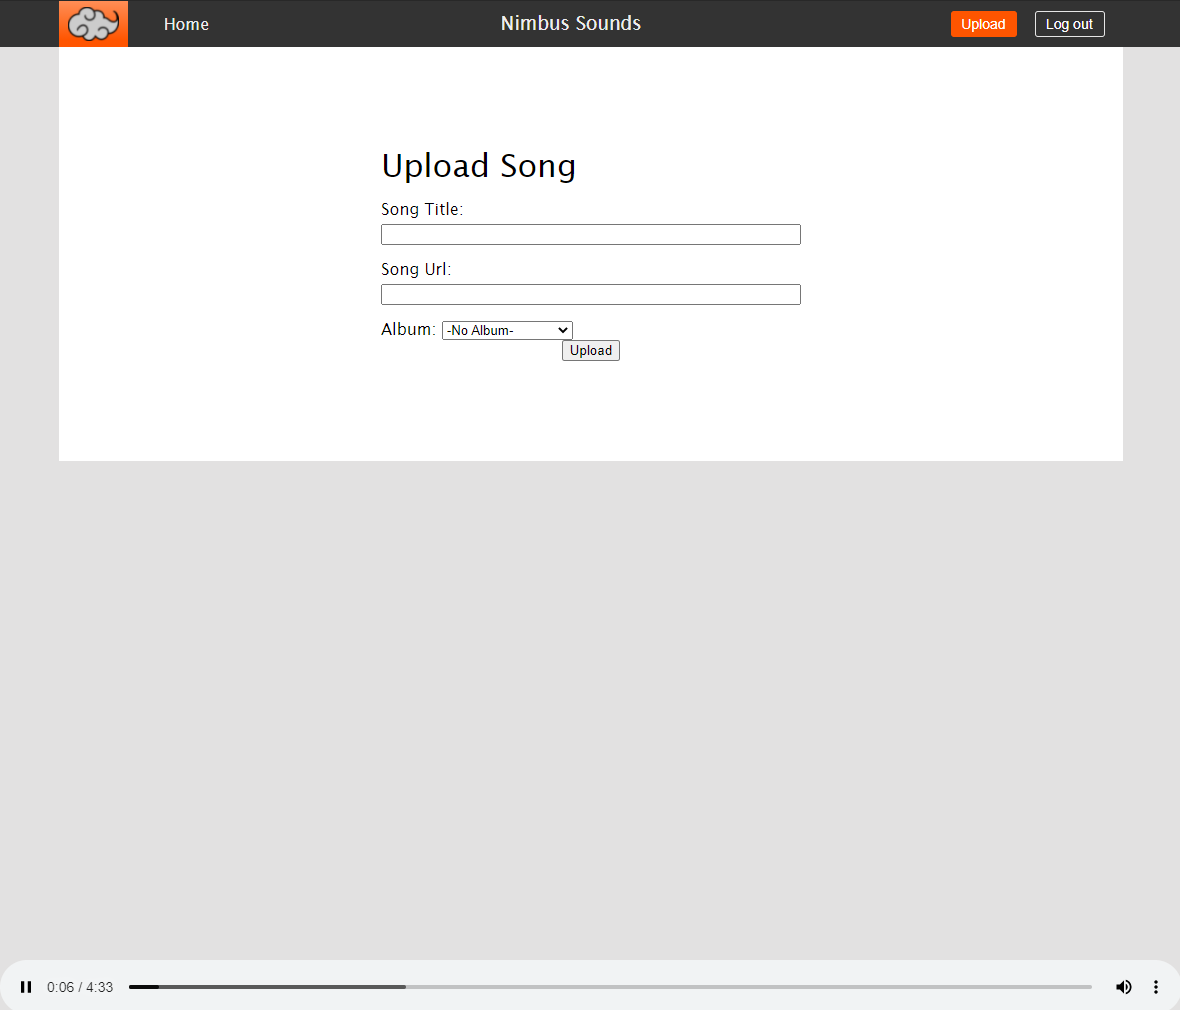 Home
Nimbus Sounds
Upload
Log out
Upload Song
Song Title:
Song Url:
Album: -No Album-
Upload
0:06 / 4:33